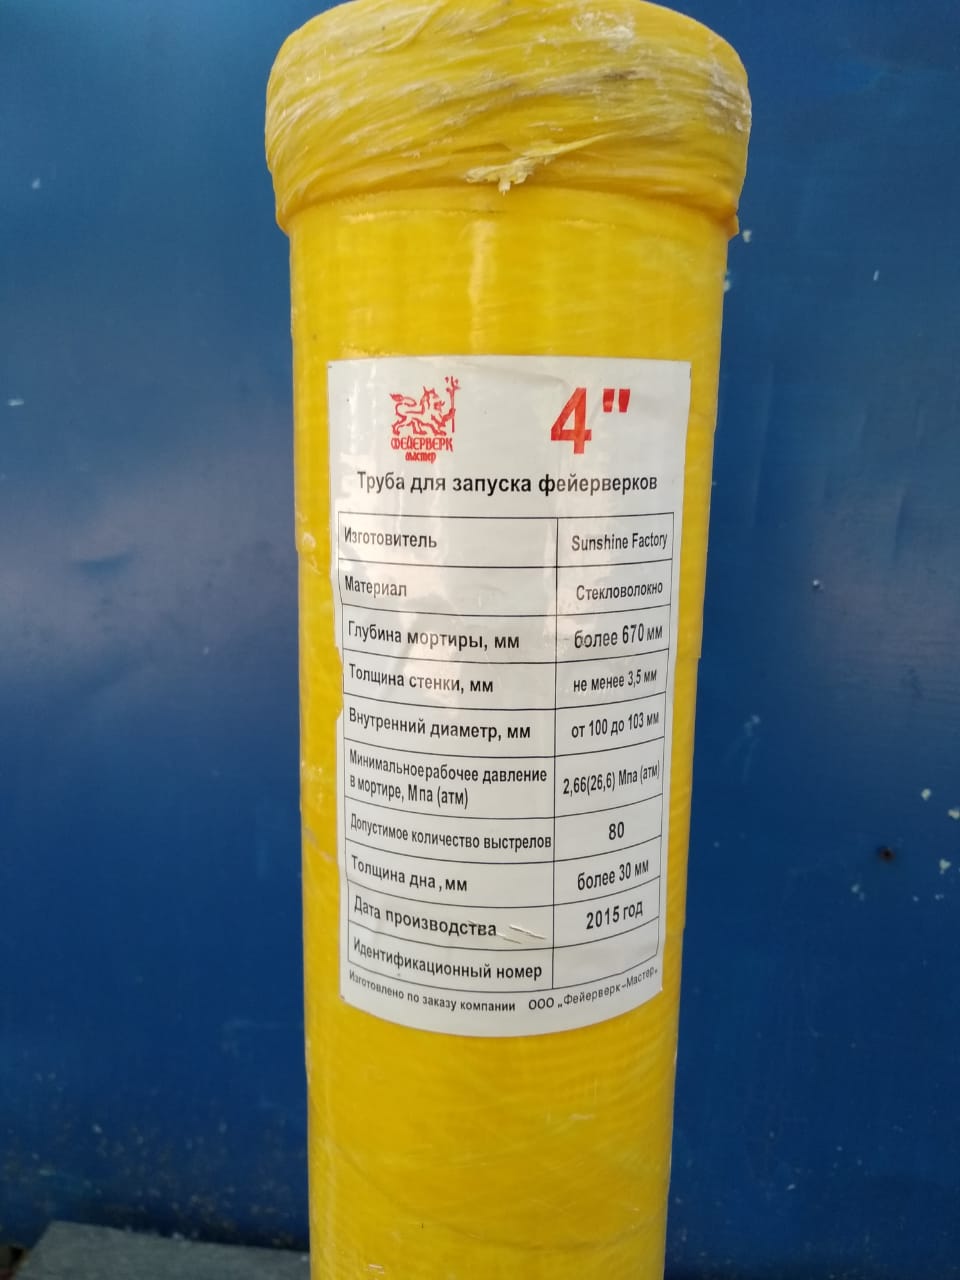 ФЕЙЕРВЕРК
мастер
4"
Труба для запуска фейерверков
Изготовитель Sunshine Factory
Материал Стекловолокно
Глубина мортиры, мм более 670 мм
Толщина стенки, мм не менее 3,5 мм
Внутренний диаметр, мм от 100 до 103 мм
Минимальное рабочее давление
в мортире, Мпа (атм) 2,66(26,6) Мпа (атм)
Допустимое количество выстрелов 80
Толщина дна , мм более 30 мм
Дата производства 2015 год
Идентификационный номер
Изготовлено по заказу компании ООО „Фейерверк–Мастер„